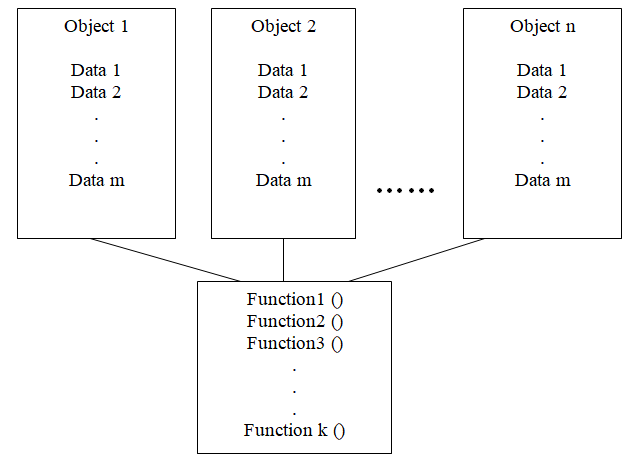 Object 1
Data 1
Data 2
.
.
.
Data m
Object 2
Data 1
Data 2
.
.
.
Data m
......
Object n
Data 1
Data 2
.
.
.
Data m
Function1 ()
Function2 ()
Function3 ()
.
.
.
Function k ()